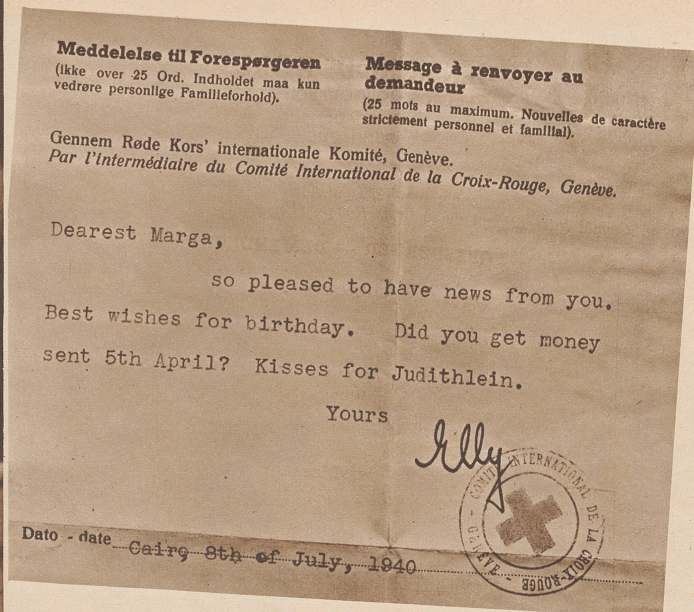 Meddelelse til Forespørgeren
(ikke over 25 Ord. Indholdet maa kun
vedrøre personlige Familieforhold).
Message à renvoyer au
demandeur
(25 mots au maximum. Nouvelles de caractère
strictement personnel et familial).
Gennem Røde Kors' internationale Komité, Genève.
Par l'intermédiaire du Comité International de la Croix-Rouge, Genève.
Dearest Marga,
so pleased to have news from you.
Best wishes for birthday. Did you get money
sent 5th April? Kisses for Judithlein.
Yours
Elly
COMITÉ INTERNATIONAL DE LA CROIX-ROUGE - GENÈVE -
Dato - date Cairo 8th of July, 1940